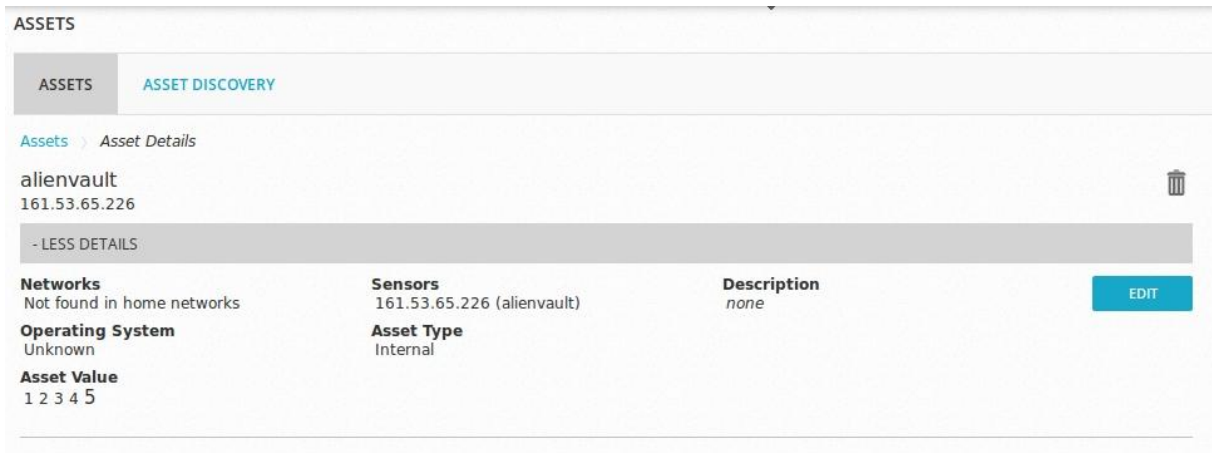 ASSETS
ASSETS ASSET DISCOVERY
Assets Asset Details
alienvault
161.53.65.226
- LESS DETAILS
Networks Sensors Description
Not found in home networks 161.53.65.226 (alienvault) none EDIT
Operating System Asset Type
Unknown Internal
Asset Value
1 2 3 4 5